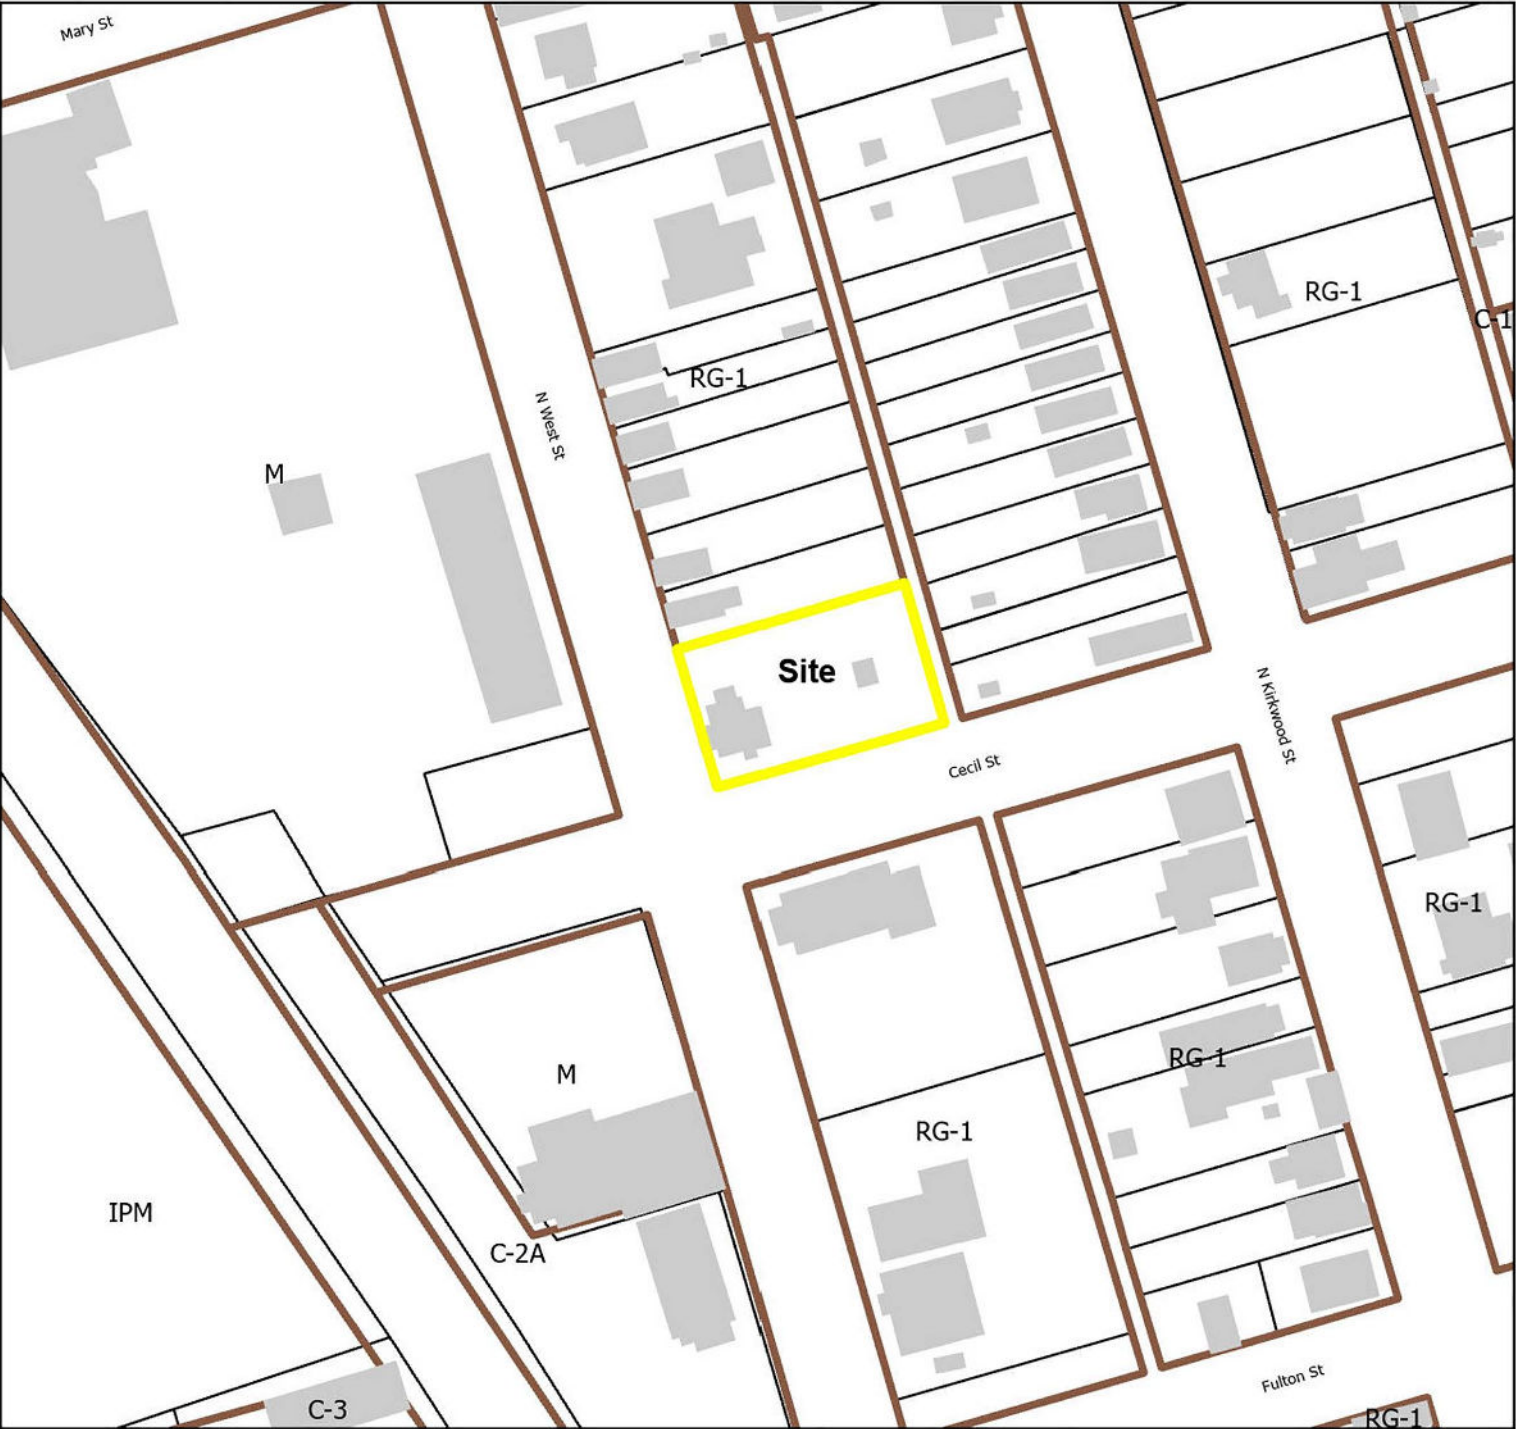 Mary St
RG-1
C-1
RG-1
N West St
M
Site
N Kirkwood St
Cecil St
RG-1
RG-1
M
RG-1
IPM
C-2A
Fulton St
C-3
RG-1